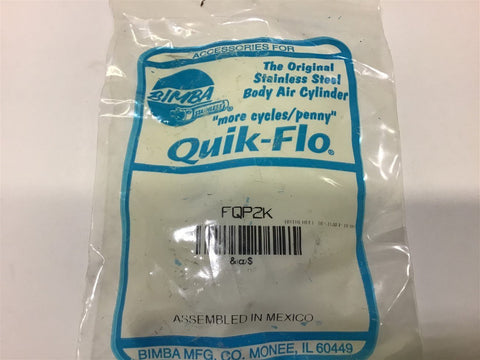 ACCESSORIES FOR
BIMBA
The Original
Stainless Steel
Body Air Cylinder
"more cycles/penny"
Quik-Flo®
FQP2K
ASSEMBLED IN MEXICO
BIMBA MFG. CO. MONEE, IL 60449